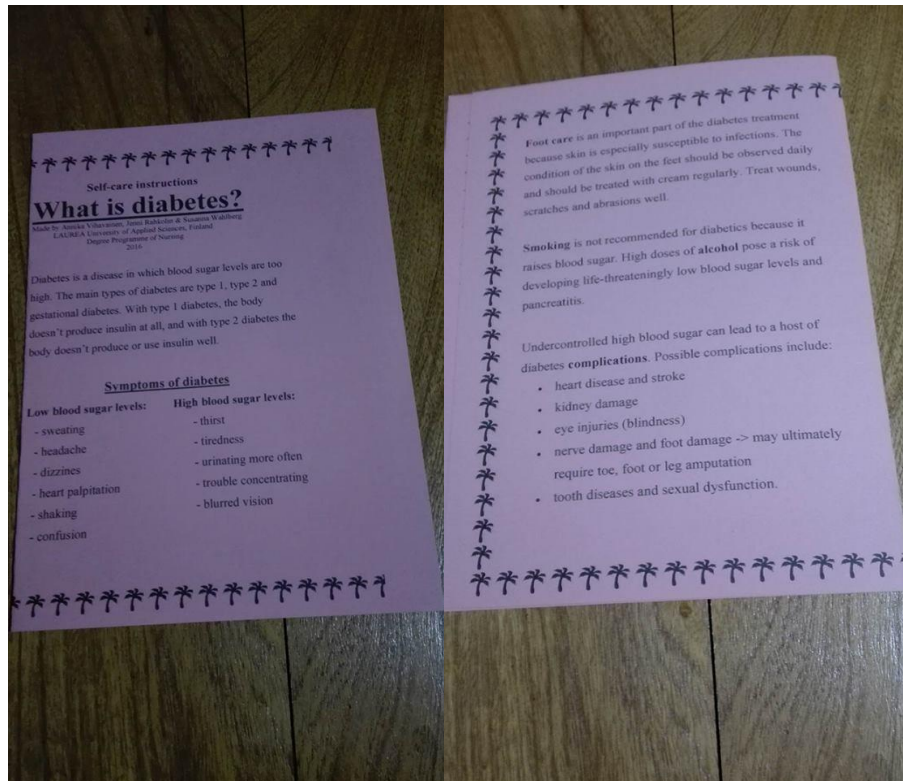 Self-care instructions
What is diabetes?
Made by Annika Vihavainen, Jenni Rahkofer & Susanna Wahlberg
LAUREA University of Applied Sciences, Finland
Degree Programme of Nursing
2014
Diabetes is a disease in which blood sugar levels are too
high. The main types of diabetes are type 1, type 2 and
gestational diabetes. With type 1 diabetes, the body
doesn't produce insulin at all, and with type 2 diabetes the
body doesn't produce or use insulin well.
Symptoms of diabetes
Low blood sugar levels:
- sweating
- headache
- dizzines
- heart palpitation
- shaking
- confusion
High blood sugar levels:
- thirst
- tiredness
- urinating more often
- trouble concentrating
- blurred vision
Foot care is an important part of the diabetes treatment
because skin is especially susceptible to infections. The
condition of the skin on the feet should be observed daily
and should be treated with cream regularly. Treat wounds,
scratches and abrasions well.
Smoking is not recommended for diabetics because it
raises blood sugar. High doses of alcohol pose a risk of
developing life-threateningly low blood sugar levels and
pancreatitis.
Undercontrolled high blood sugar can lead to a host of
diabetes complications. Possible complications include:
• heart disease and stroke
• kidney damage
• eye injuries (blindness)
• nerve damage and foot damage -> may ultimately
require toe, foot or leg amputation
• tooth diseases and sexual dysfunction.